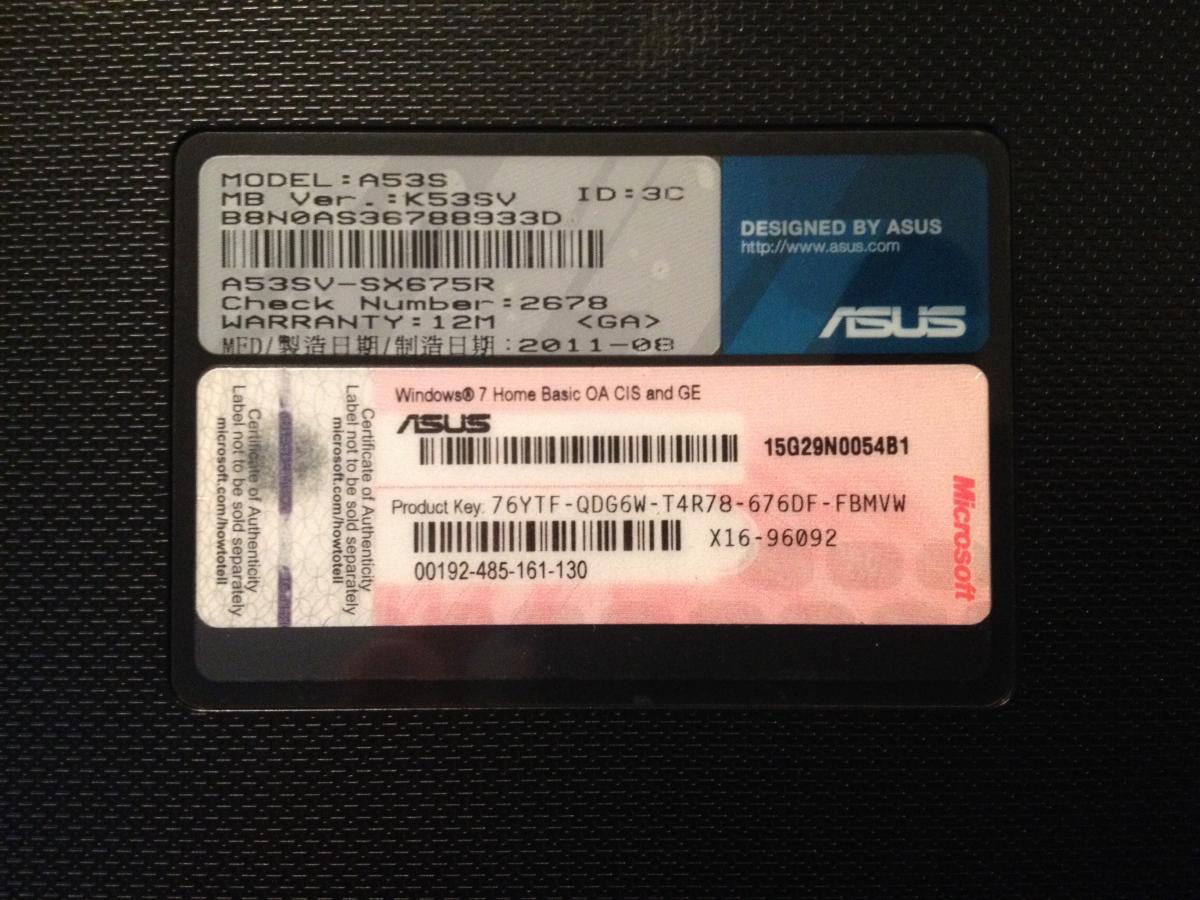 MODEL:A53S
MB Ver.:K53SV ID:3C
B8N0AS36788933D
A53SV-SX675R
Check Number:2678
WARRANTY:12M <GA>
MFD/製造日期/制造日期:2011-08
DESIGNED BY ASUS
http://www.asus.com
ASUS
Certificate of Authenticity
Label not to be sold separately
microsoft.com/howtotell
Certificate of Authenticity
Label not to be sold separately
microsoft.com/howtotell
Windows® 7 Home Basic OA CIS and GE
ASUS
15G29N0054B1
Product Key: 76YTF-QDG6W-T4R78-676DF-FBMVW
X16-96092
00192-485-161-130
Microsoft